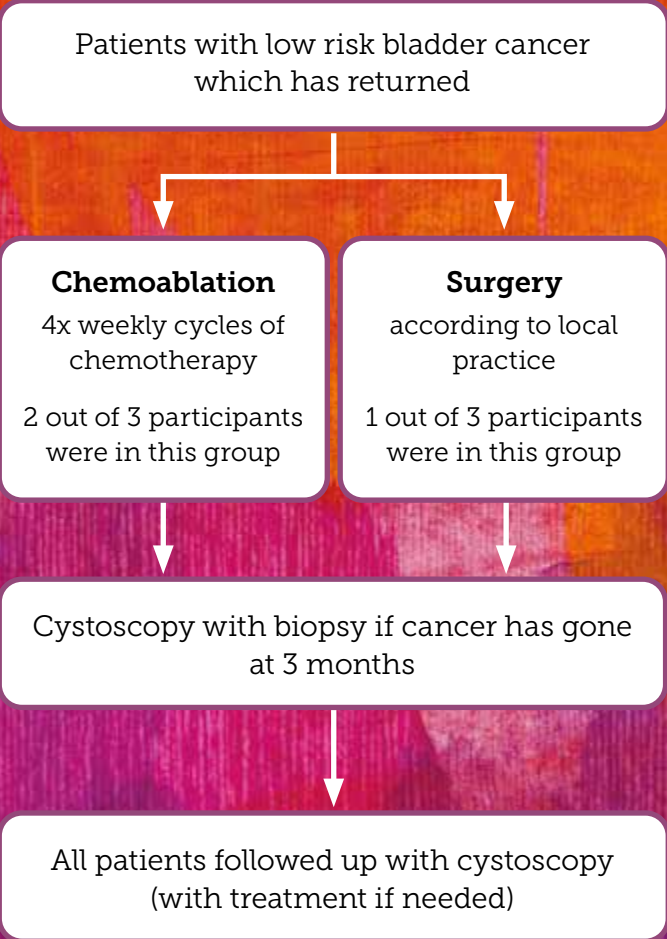 Patients with low risk bladder cancer
which has returned
Chemoablation
4x weekly cycles of
chemotherapy
2 out of 3 participants
were in this group
Surgery
according to local
practice
1 out of 3 participants
were in this group
Cystoscopy with biopsy if cancer has gone
at 3 months
All patients followed up with cystoscopy
(with treatment if needed)